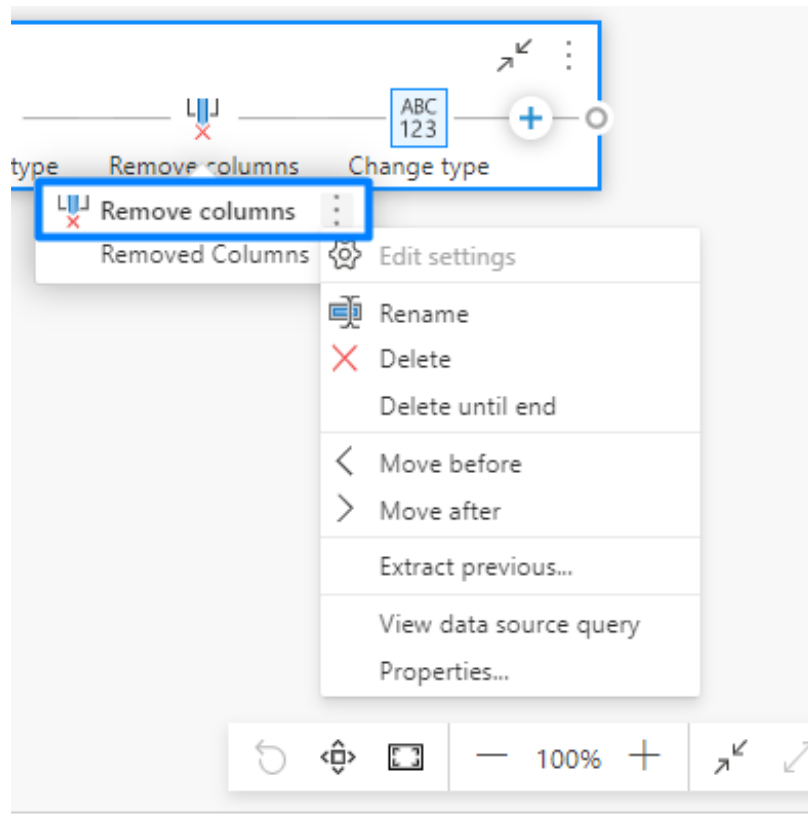 ABC
123
type
Remove columns
Change type
Remove columns
Removed Columns
Edit settings
Rename
Delete
Delete until end
Move before
Move after
Extract previous...
View data source query
Properties...
100%